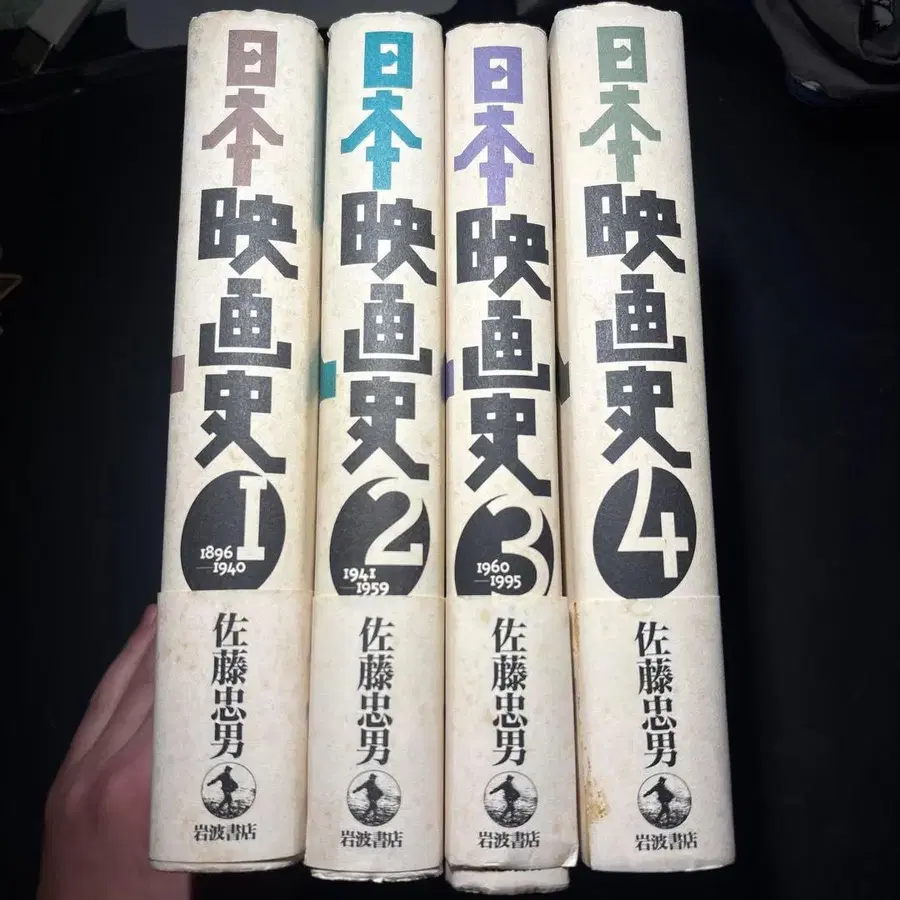 日本映画史
1
1896
—1940
佐藤忠男
岩波書店
日本映画史
2
1941
—1959
佐藤忠男
岩波書店
日本映画史
3
1960
—1995
佐藤忠男
岩波書店
日本映画史
4
佐藤忠男
岩波書店